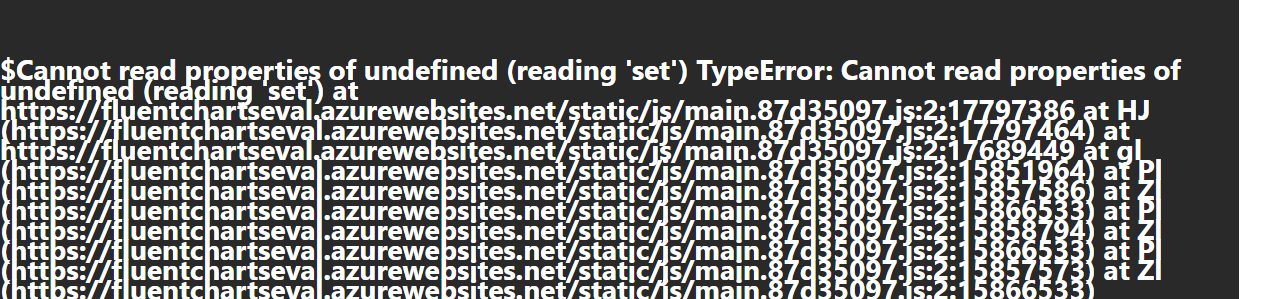 $Cannot read properties of undefined (reading 'set') TypeError: Cannot read properties of
undefined (reading 'set') at
https://fluentchartseval.azurewebsites.net/static/js/main.87d35097.js:2:17797386 at HJ
(https://fluentchartseval.azurewebsites.net/static/js/main.87d35097.js:2:17797464) at
https://fluentchartseval.azurewebsites.net/static/js/main.87d35097.js:2:17689449 at gl
(https://fluentchartseval.azurewebsites.net/static/js/main.87d35097.js:2:15851964) at Pl
(https://fluentchartseval.azurewebsites.net/static/js/main.87d35097.js:2:15857586) at Zl
(https://fluentchartseval.azurewebsites.net/static/js/main.87d35097.js:2:15866533) at Pl
(https://fluentchartseval.azurewebsites.net/static/js/main.87d35097.js:2:15858794) at Zl
(https://fluentchartseval.azurewebsites.net/static/js/main.87d35097.js:2:15866533) at Pl
(https://fluentchartseval.azurewebsites.net/static/js/main.87d35097.js:2:15857573) at Zl
(https://fluentchartseval.azurewebsites.net/static/js/main.87d35097.js:2:15866533)